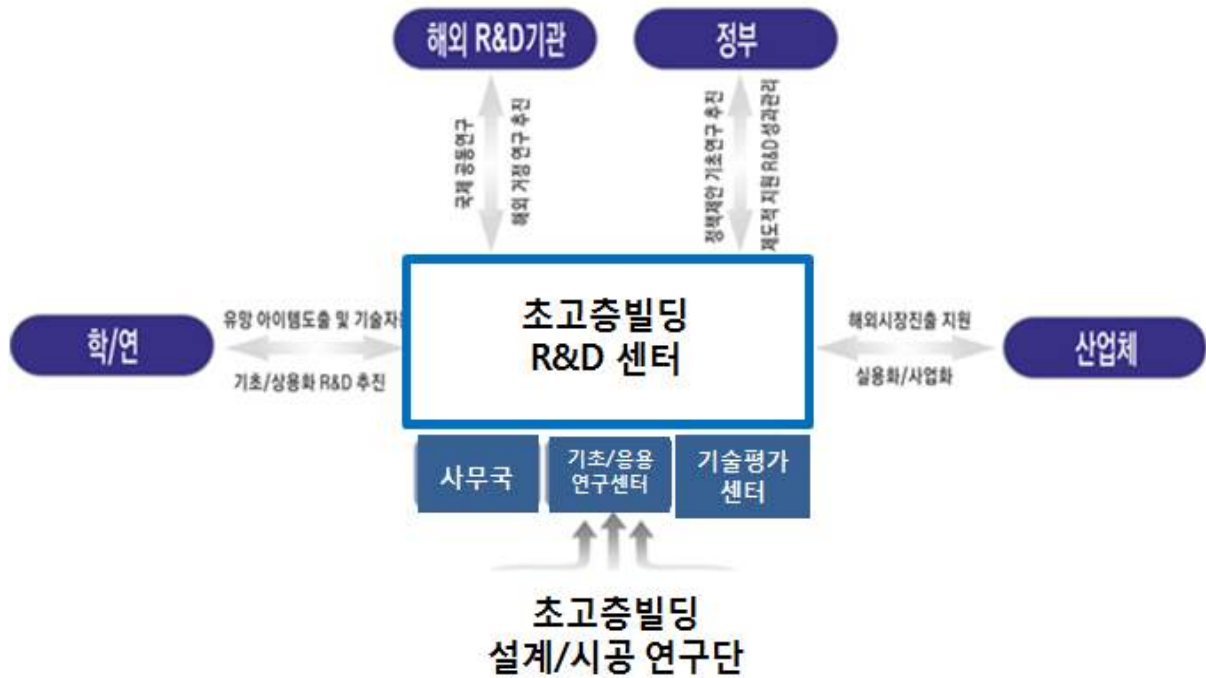 해외 R&D기관
정부
국제 공동연구
해외 거점 연구 추진
정책제안 기초연구 추진
제도적 지원 R&D 성과관리
초고층빌딩
R&D 센터
학/연
유망 아이템도출 및 기술자
기초/상용화 R&D 추진
해외시장진출 지원
실용화/사업화
산업체
사무국
기초/응용
연구센터
기술평가
센터
초고층빌딩
설계/시공 연구단